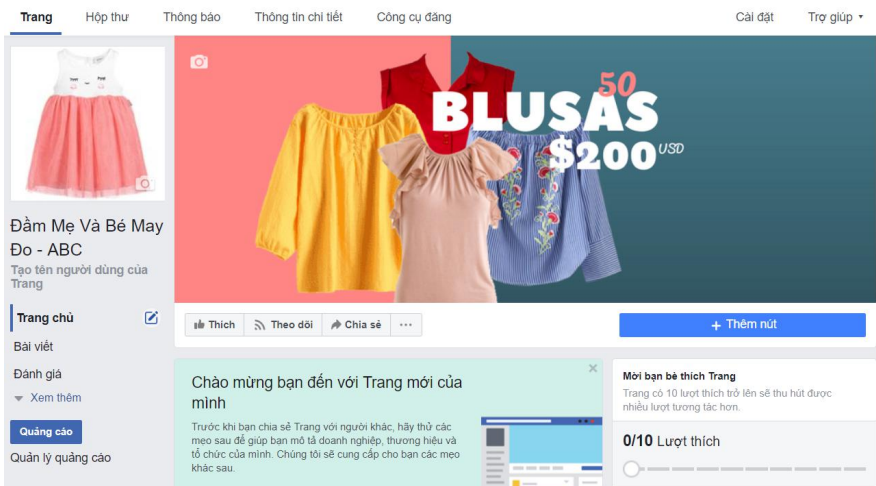 Trang Hộp thư Thông báo Thông tin chi tiết Công cụ đăng Cài đặt Trợ giúp
50
BLUSAS
$200 USD
Đầm Mẹ Và Bé May
Đo - ABC
Tạo tên người dùng của
Trang
Trang chủ
Bài viết
Đánh giá
Xem thêm
Quảng cáo
Quản lý quảng cáo
Thích Theo dõi Chia sẻ ...
+ Thêm nút
Chào mừng bạn đến với Trang mới của
mình
Trước khi bạn chia sẻ Trang với người khác, hãy thử các
mẹo sau để giúp bạn mô tả doanh nghiệp, thương hiệu và
tổ chức của mình. Chúng tôi sẽ cung cấp cho bạn các mẹo
khác sau.
Mời bạn bè thích Trang
Trang có 10 lượt thích trở lên sẽ thu hút được
nhiều lượt tương tác hơn.
0/10 Lượt thích